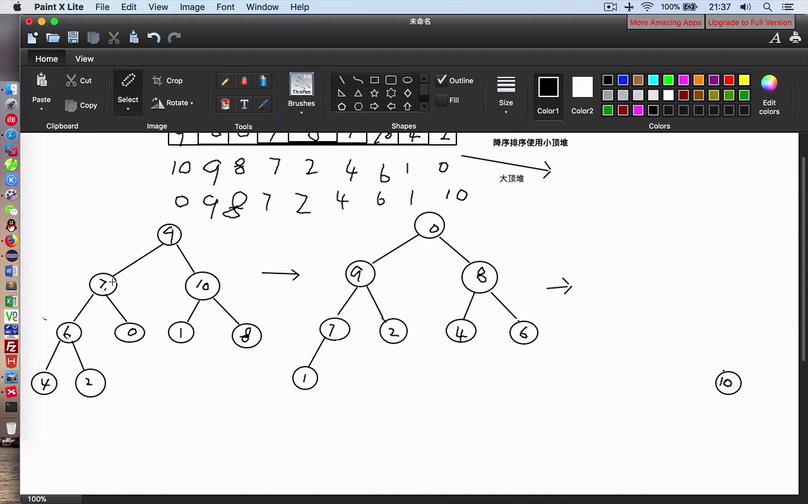 Paint X Lite File Edit View Image Font Window Help 100% 21:37
未命名
More Amazing Apps Upgrade to Full Version
Home View
Paste Cut Copy Select Crop Rotate Brushes Outline Fill Size Color1 Color2 Edit colors
Clipboard Image Tools Shapes Colors
降序排序使用小顶堆
10 9 8 7 2 4 6 1 0
大顶堆
0 9 8 7 2 4 6 1 10
9
0
7 10
9 8
6 0 1 8
7 2 4 6
4 2
1
10
100%